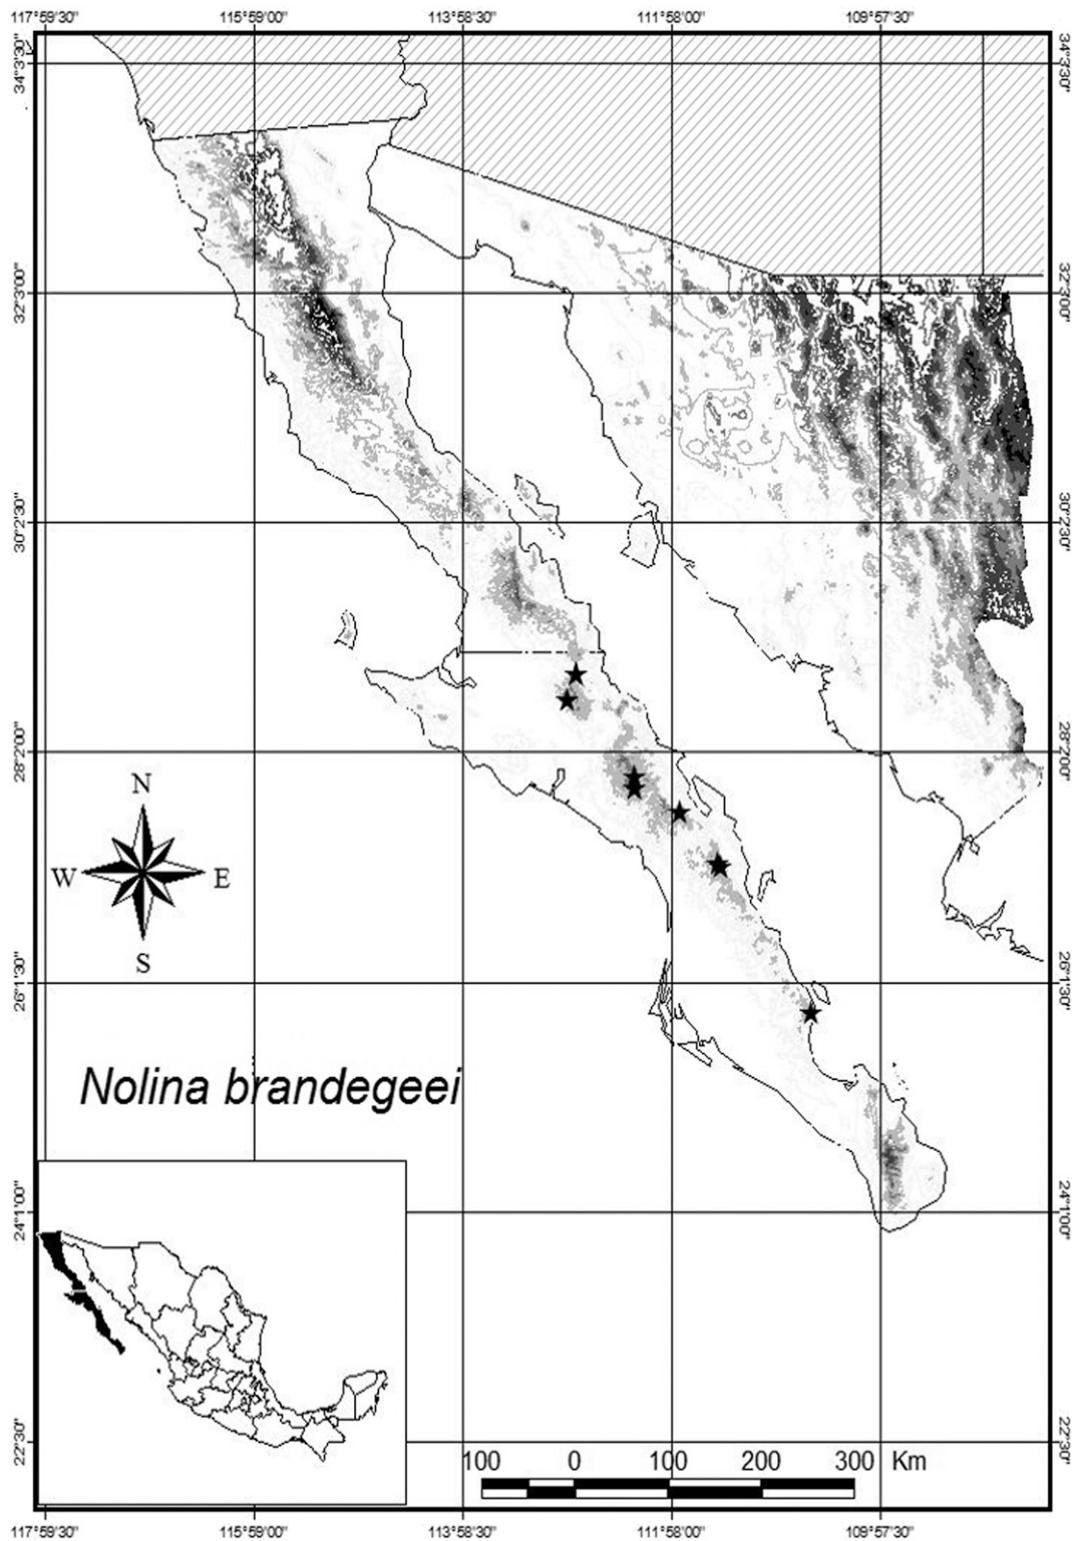 117°59'30" 115°59'00" 113°58'30" 111°58'00" 109°57'30"
34°3'30" 34°3'30"
32°3'00" 32°3'00"
30°2'30" 30°2'30"
28°2'00" 28°2'00"
N
W E
S
26°1'30" 26°1'30"
Nolina brandegeei
24°1'00" 24°1'00"
22°30" 22°30"
100 0 100 200 300 Km
117°59'30" 115°59'00" 113°58'30" 111°58'00" 109°57'30"